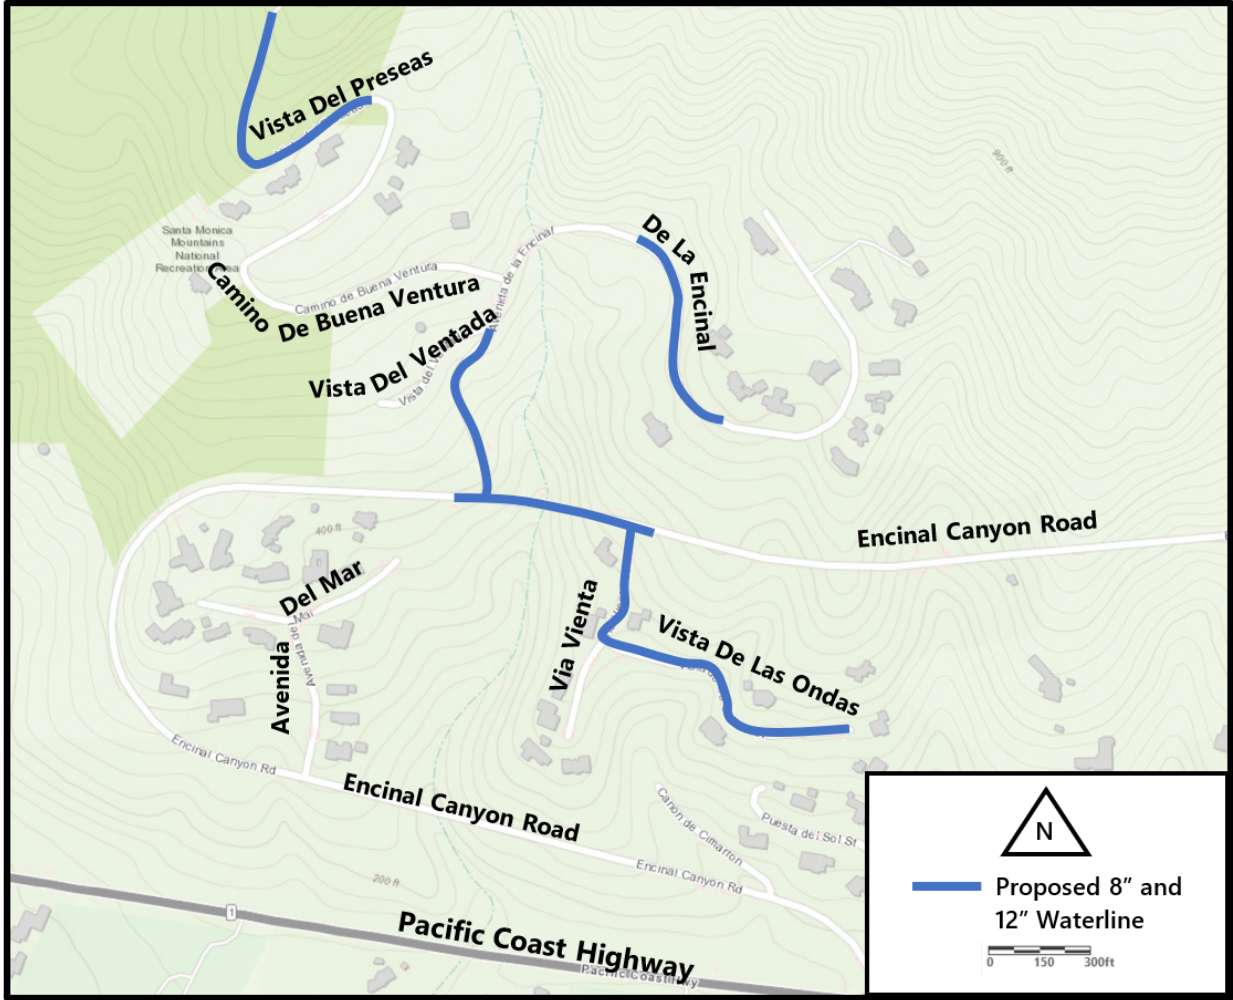 Vista Del Preseas
900 ft
De La Encinal
Santa Monica
Mountains
National
Recreation Area
Avenida de la Encinal
Camino
Camino de Buena Ventura
De Buena Ventura
Vista Del Ventada
Vista del
Encinal Canyon Road
400 ft
Del Mar
Avenida del Mar
Avenida
Via Vienta
Vista De Las Ondas
Encinal Canyon Rd
Encinal Canyon Road
Canon de Cimarron
Puesta del Sol St
Encinal Canyon Rd
200 ft
1
Pacific Coast Highway
Pacific Coast Hwy
N
Proposed 8” and
12” Waterline
0 150 300ft